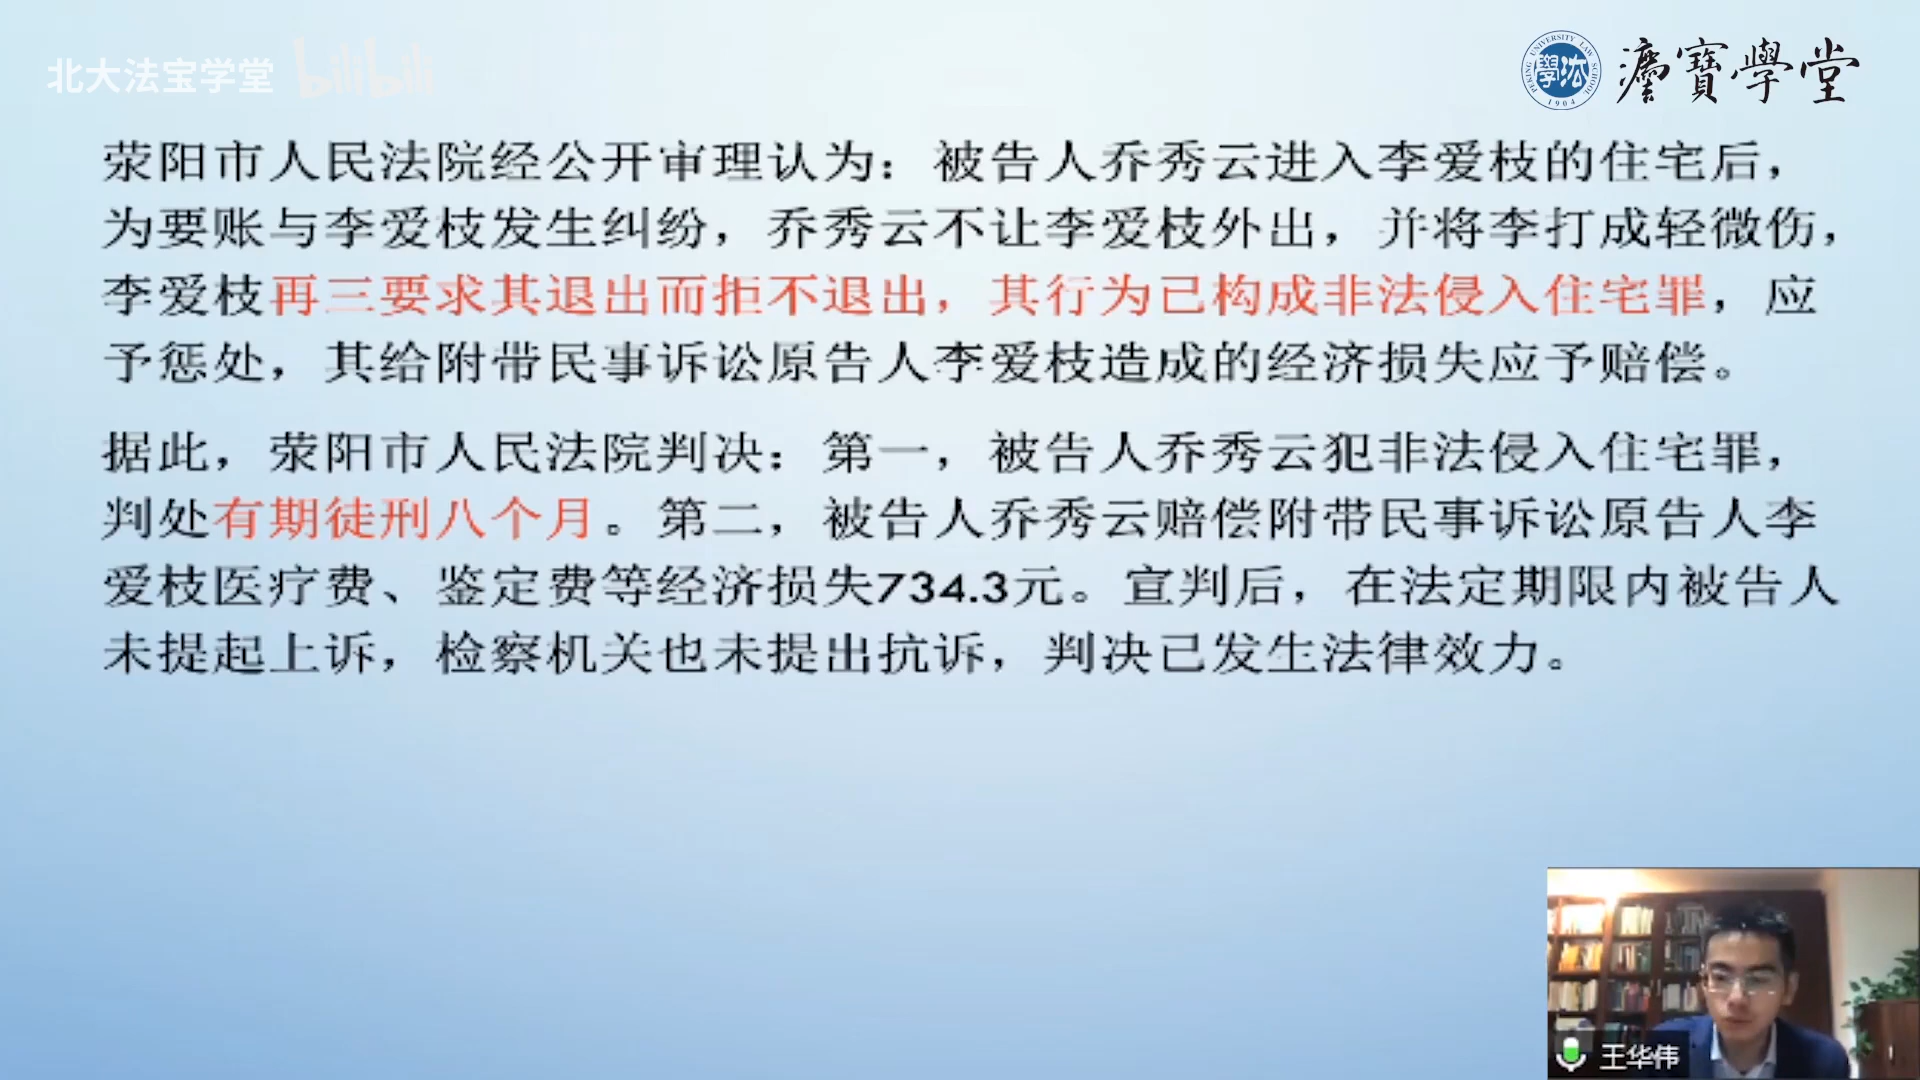 北大法宝学堂 bilibili
PEKING UNIVERSITY LAW SCHOOL
學法
1904
法寶學堂
荥阳市人民法院经公开审理认为：被告人乔秀云进入李爱枝的住宅后，
为要账与李爱枝发生纠纷，乔秀云不让李爱枝外出，并将李打成轻微伤，
李爱枝再三要求其退出而拒不退出，其行为已构成非法侵入住宅罪，应
予惩处，其给附带民事诉讼原告人李爱枝造成的经济损失应予赔偿。
据此，荥阳市人民法院判决：第一，被告人乔秀云犯非法侵入住宅罪，
判处有期徒刑八个月。第二，被告人乔秀云赔偿附带民事诉讼原告人李
爱枝医疗费、鉴定费等经济损失734.3元。宣判后，在法定期限内被告人
未提起上诉，检察机关也未提出抗诉，判决已发生法律效力。
王华伟